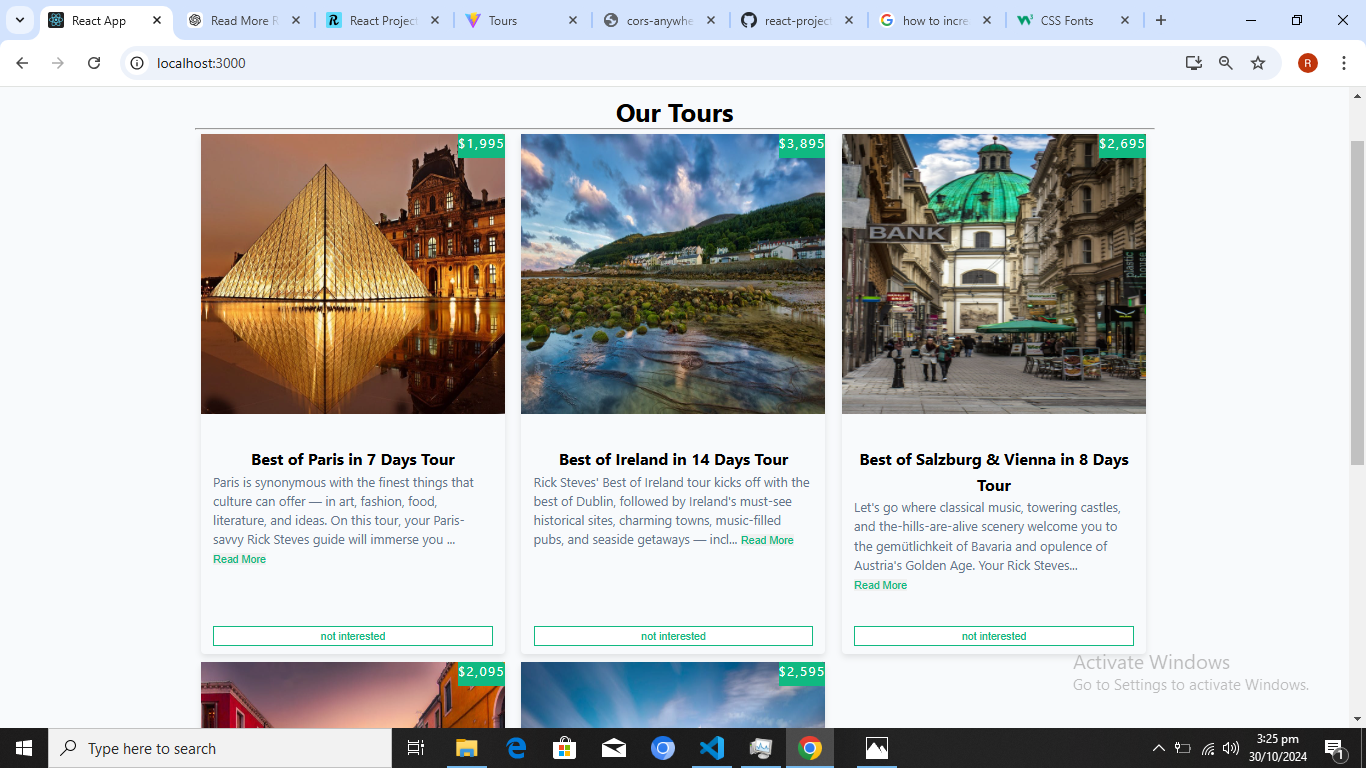 React App
Read More R
React Project
Tours
cors-anywhe
react-project
how to incre
CSS Fonts
localhost:3000
R
Our Tours
$1,995
$3,895
$2,695
BANK
Best of Paris in 7 Days Tour
Paris is synonymous with the finest things that
culture can offer — in art, fashion, food,
literature, and ideas. On this tour, your Paris-
savvy Rick Steves guide will immerse you ...
Read More
not interested
Best of Ireland in 14 Days Tour
Rick Steves' Best of Ireland tour kicks off with the
best of Dublin, followed by Ireland's must-see
historical sites, charming towns, music-filled
pubs, and seaside getaways — incl... Read More
not interested
Best of Salzburg & Vienna in 8 Days
Tour
Let's go where classical music, towering castles,
and the-hills-are-alive scenery welcome you to
the gemütlichkeit of Bavaria and opulence of
Austria's Golden Age. Your Rick Steves...
Read More
not interested
$2,095
$2,595
Activate Windows
Go to Settings to activate Windows.
Type here to search
3:25 pm
30/10/2024
1